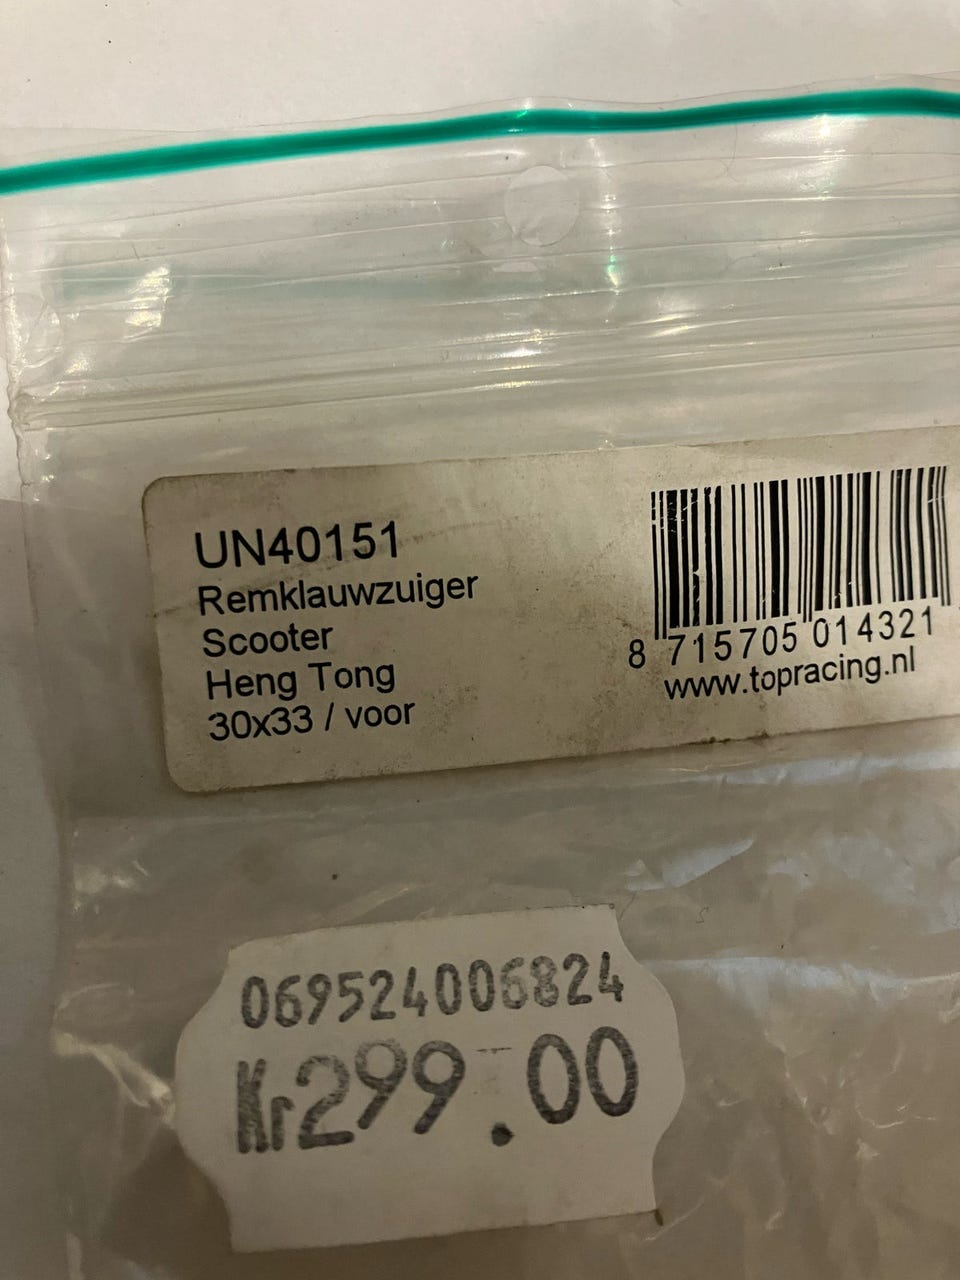 UN40151
Remklauwzuiger
Scooter
Heng Tong
30x33 / voor
8 715705 014321
www.topracing.nl
069524006824
Kr299.00